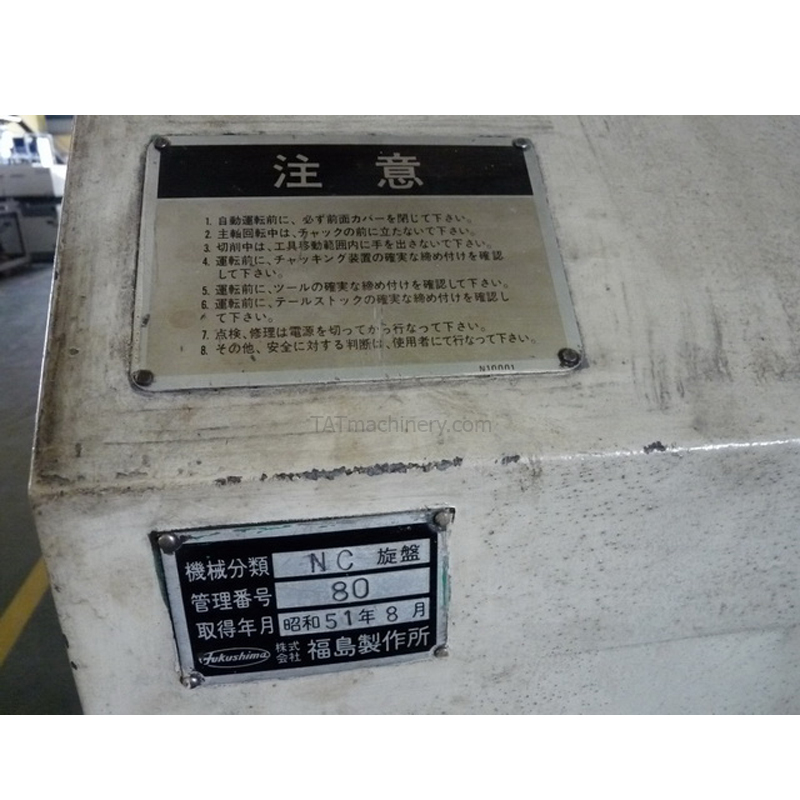 注意
1. 自動運転前に、必ず前面カバーを閉じて下さい。
2. 主軸回転中は、チャックの前に立たないで下さい。
3. 切削中は、工具移動範囲内に手を出さないで下さい。
4. 運転前に、チャッキング装置の確実な締め付けを確認
して下さい。
5. 運転前に、ツールの確実な締め付けを確認して下さい。
6. 運転前に、テールストックの確実な締め付けを確認し
て下さい。
7. 点検、修理は電源を切ってから行なって下さい。
8. その他、安全に対する判断は、使用者にて行なって下さい。
N10001
TATmachinery.com
機械分類 NC 旋盤
管理番号 80
取得年月 昭和51年8月
Fukushima 株式会社 福島製作所